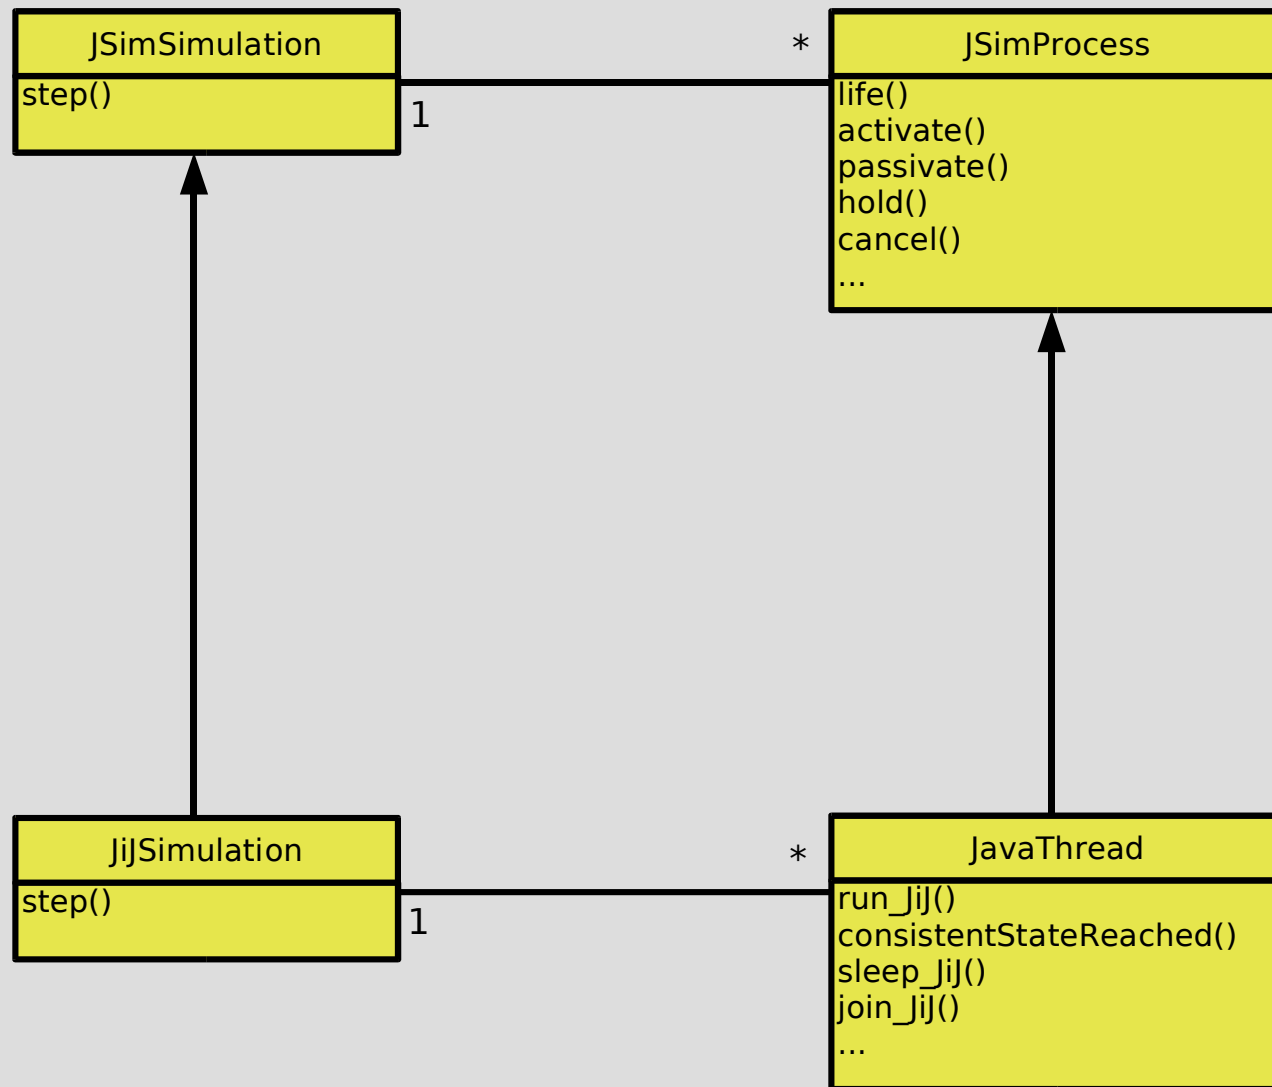 JSimSimulation
step()
1
*
JSimProcess
life()
activate()
passivate()
hold()
cancel()
...
JiJSimulation
step()
1
*
JavaThread
run_JiJ()
consistentStateReached()
sleep_JiJ()
join_JiJ()
...